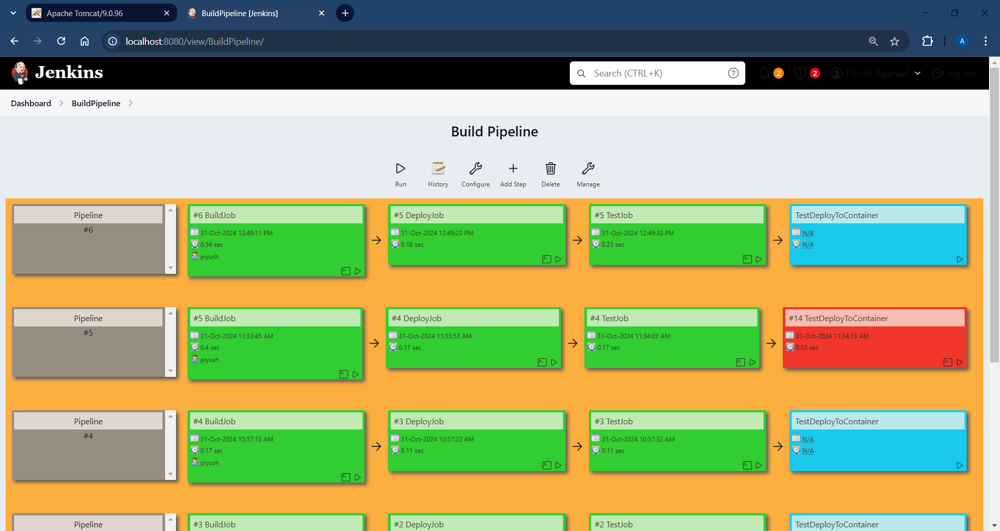 Apache Tomcat/9.0.96
BuildPipeline [Jenkins]
localhost:8080/view/BuildPipeline/
A
Jenkins
Search (CTRL+K)
2
2
Piyush Agarwal
log out
Dashboard
BuildPipeline
Build Pipeline
Run
History
Configure
Add Step
Delete
Manage
Pipeline
#6
#6 BuildJob
31-Oct-2024 12:49:11 PM
0.56 sec
piyush
#5 DeployJob
31-Oct-2024 12:49:20 PM
0.18 sec
#5 TestJob
31-Oct-2024 12:49:30 PM
0.23 sec
TestDeployToContainer
N/A
N/A
Pipeline
#5
#5 BuildJob
31-Oct-2024 11:33:45 AM
0.4 sec
piyush
#4 DeployJob
31-Oct-2024 11:33:53 AM
0.17 sec
#4 TestJob
31-Oct-2024 11:34:03 AM
0.17 sec
#14 TestDeployToContainer
31-Oct-2024 11:34:13 AM
0.55 sec
Pipeline
#4
#4 BuildJob
31-Oct-2024 10:57:13 AM
0.17 sec
piyush
#3 DeployJob
31-Oct-2024 10:57:22 AM
0.11 sec
#3 TestJob
31-Oct-2024 10:57:32 AM
0.11 sec
TestDeployToContainer
N/A
N/A
Pipeline
#3 BuildJob
#2 DeployJob
#2 TestJob
TestDeployToContainer